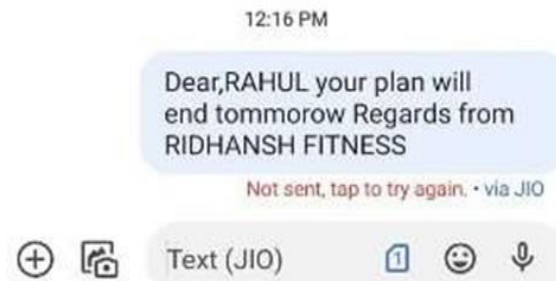 12:16 PM
Dear,RAHUL your plan will
end tommorow Regards from
RIDHANSH FITNESS
Not sent, tap to try again. • via JIO
Text (JIO)
1